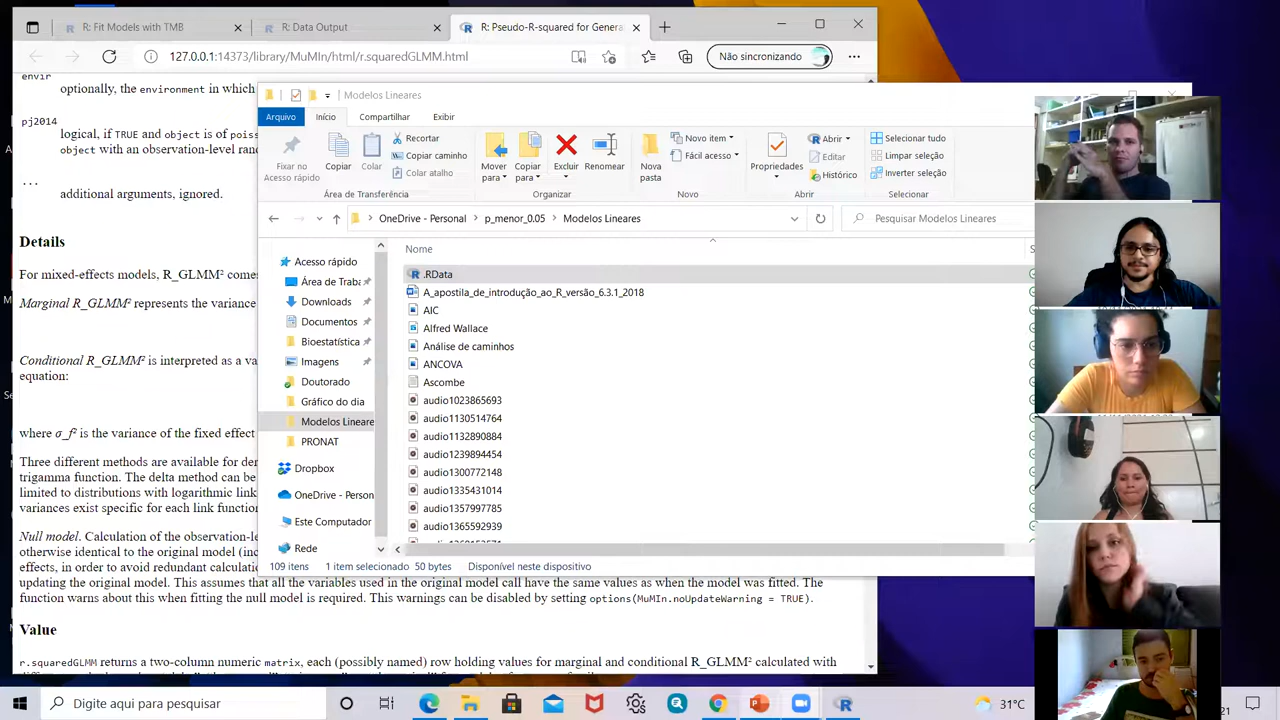 R: Fit Models with TMB
R: Data Output
R: Pseudo-R-squared for Genera
127.0.0.1:14373/library/MuMIn/html/r.squaredGLMM.html
Não sincronizando
envir
optionally, the environment in which
pj2014
logical, if TRUE and object is of poiss
object with an observation-level ran
...
additional arguments, ignored.
Details
For mixed-effects models, R_GLMM² comes
Marginal R_GLMM² represents the variance
Conditional R_GLMM² is interpreted as a va
equation:
where σ_f² is the variance of the fixed effect
Three different methods are available for der
trigamma function. The delta method can be
limited to distributions with logarithmic link
variances exist specific for each link function
Null model. Calculation of the observation-le
otherwise identical to the original model (inc
effects, in order to avoid redundant calculatio
updating the original model. This assumes that all the variables used in the original model call have the same values as when the model was fitted. The
function warns about this when fitting the null model is required. This warnings can be disabled by setting options(MuMIn.noUpdateWarning = TRUE).
Value
r.squaredGLMM returns a two-column numeric matrix, each (possibly named) row holding values for marginal and conditional R_GLMM² calculated with
Modelos Lineares
Arquivo
Início
Compartilhar
Exibir
Fixar no
Acesso rápido
Copiar
Colar
Recortar
Copiar caminho
Colar atalho
Área de Transferência
Mover
para
Copiar
para
Excluir
Renomear
Organizar
Nova
pasta
Novo item
Fácil acesso
Novo
Propriedades
Abrir
Editar
Histórico
Abrir
Selecionar tudo
Limpar seleção
Inverter seleção
Selecionar
OneDrive - Personal
p_menor_0.05
Modelos Lineares
Pesquisar Modelos Lineares
Acesso rápido
Área de Traba
Downloads
Documentos
Bioestatística
Imagens
Doutorado
Gráfico do dia
Modelos Lineare
PRONAT
Dropbox
OneDrive - Person
Este Computador
Rede
Nome
.RData
A_apostila_de_introdução_ao_R_versão_6.3.1_2018
AIC
Alfred Wallace
Análise de caminhos
ANCOVA
Ascombe
audio1023865693
audio1130514764
audio1132890884
audio1239894454
audio1300772148
audio1335431014
audio1357997785
audio1365592939
109 itens
1 item selecionado
50 bytes
Disponível neste dispositivo
Digite aqui para pesquisar
31°C
21